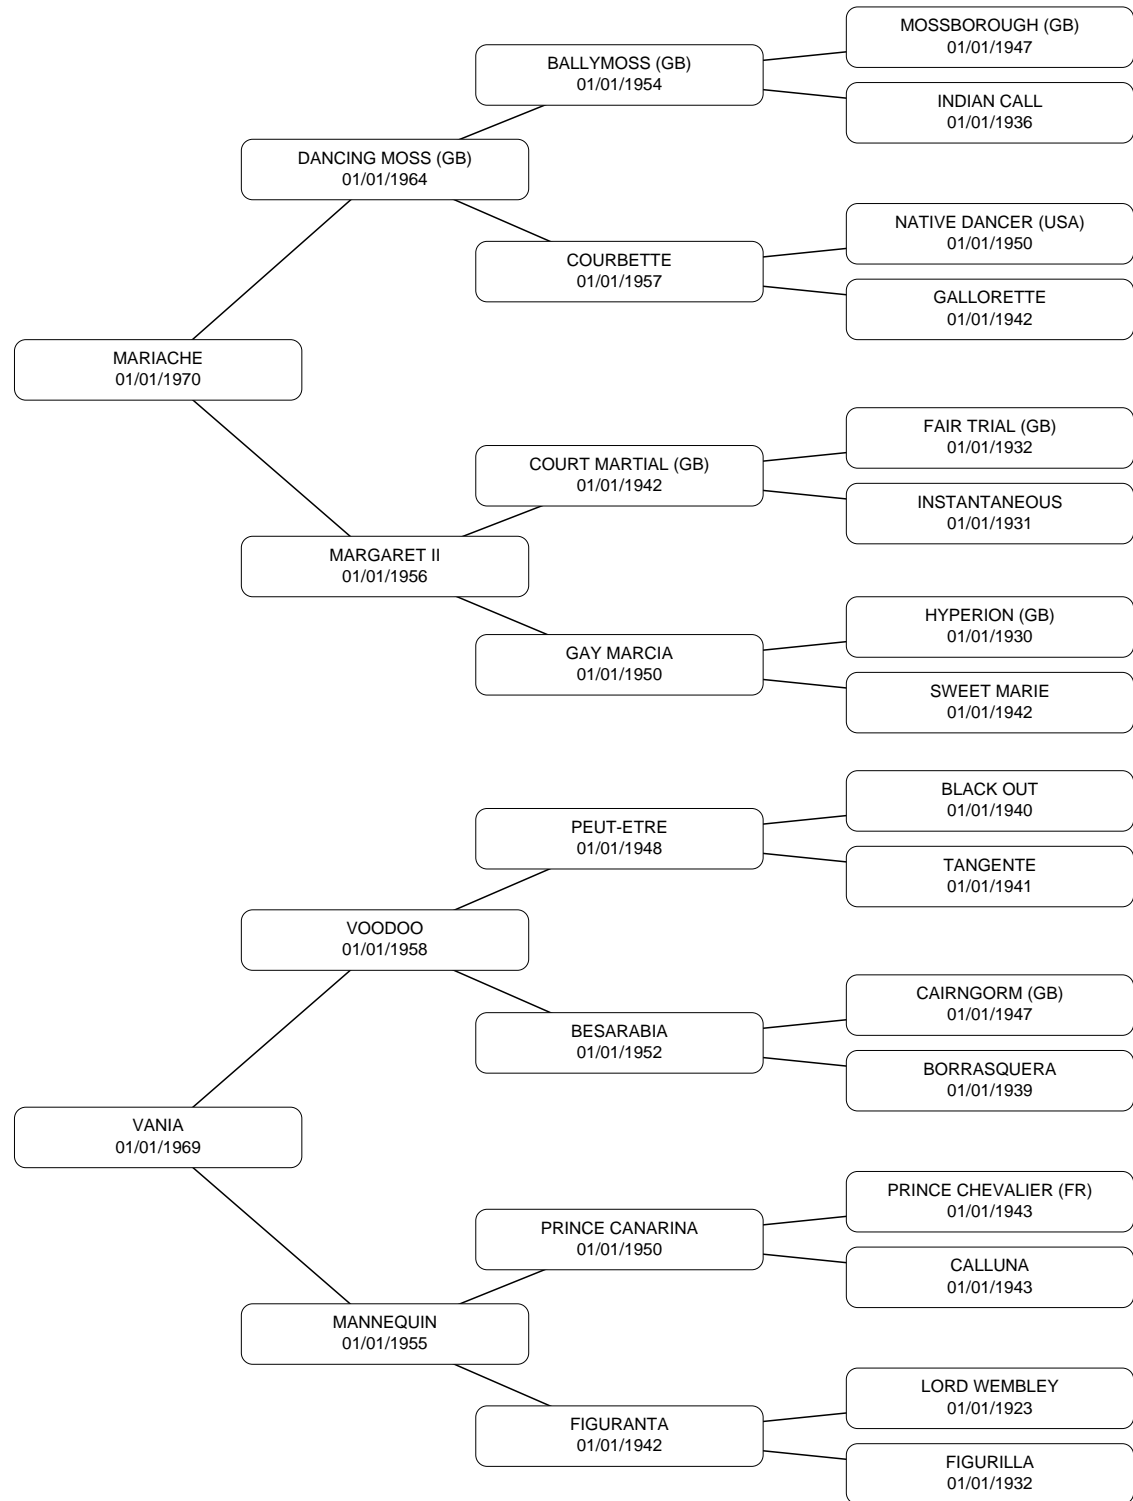 MOSSBOROUGH (GB)
01/01/1947
BALLYMOSS (GB)
01/01/1954
INDIAN CALL
01/01/1936
DANCING MOSS (GB)
01/01/1964
NATIVE DANCER (USA)
01/01/1950
COURBETTE
01/01/1957
GALLORETTE
01/01/1942
MARIACHE
01/01/1970
FAIR TRIAL (GB)
01/01/1932
COURT MARTIAL (GB)
01/01/1942
INSTANTANEOUS
01/01/1931
MARGARET II
01/01/1956
HYPERION (GB)
01/01/1930
GAY MARCIA
01/01/1950
SWEET MARIE
01/01/1942
BLACK OUT
01/01/1940
PEUT-ETRE
01/01/1948
TANGENTE
01/01/1941
VOODOO
01/01/1958
CAIRNGORM (GB)
01/01/1947
BESARABIA
01/01/1952
BORRASQUERA
01/01/1939
VANIA
01/01/1969
PRINCE CHEVALIER (FR)
01/01/1943
PRINCE CANARINA
01/01/1950
CALLUNA
01/01/1943
MANNEQUIN
01/01/1955
LORD WEMBLEY
01/01/1923
FIGURANTA
01/01/1942
FIGURILLA
01/01/1932